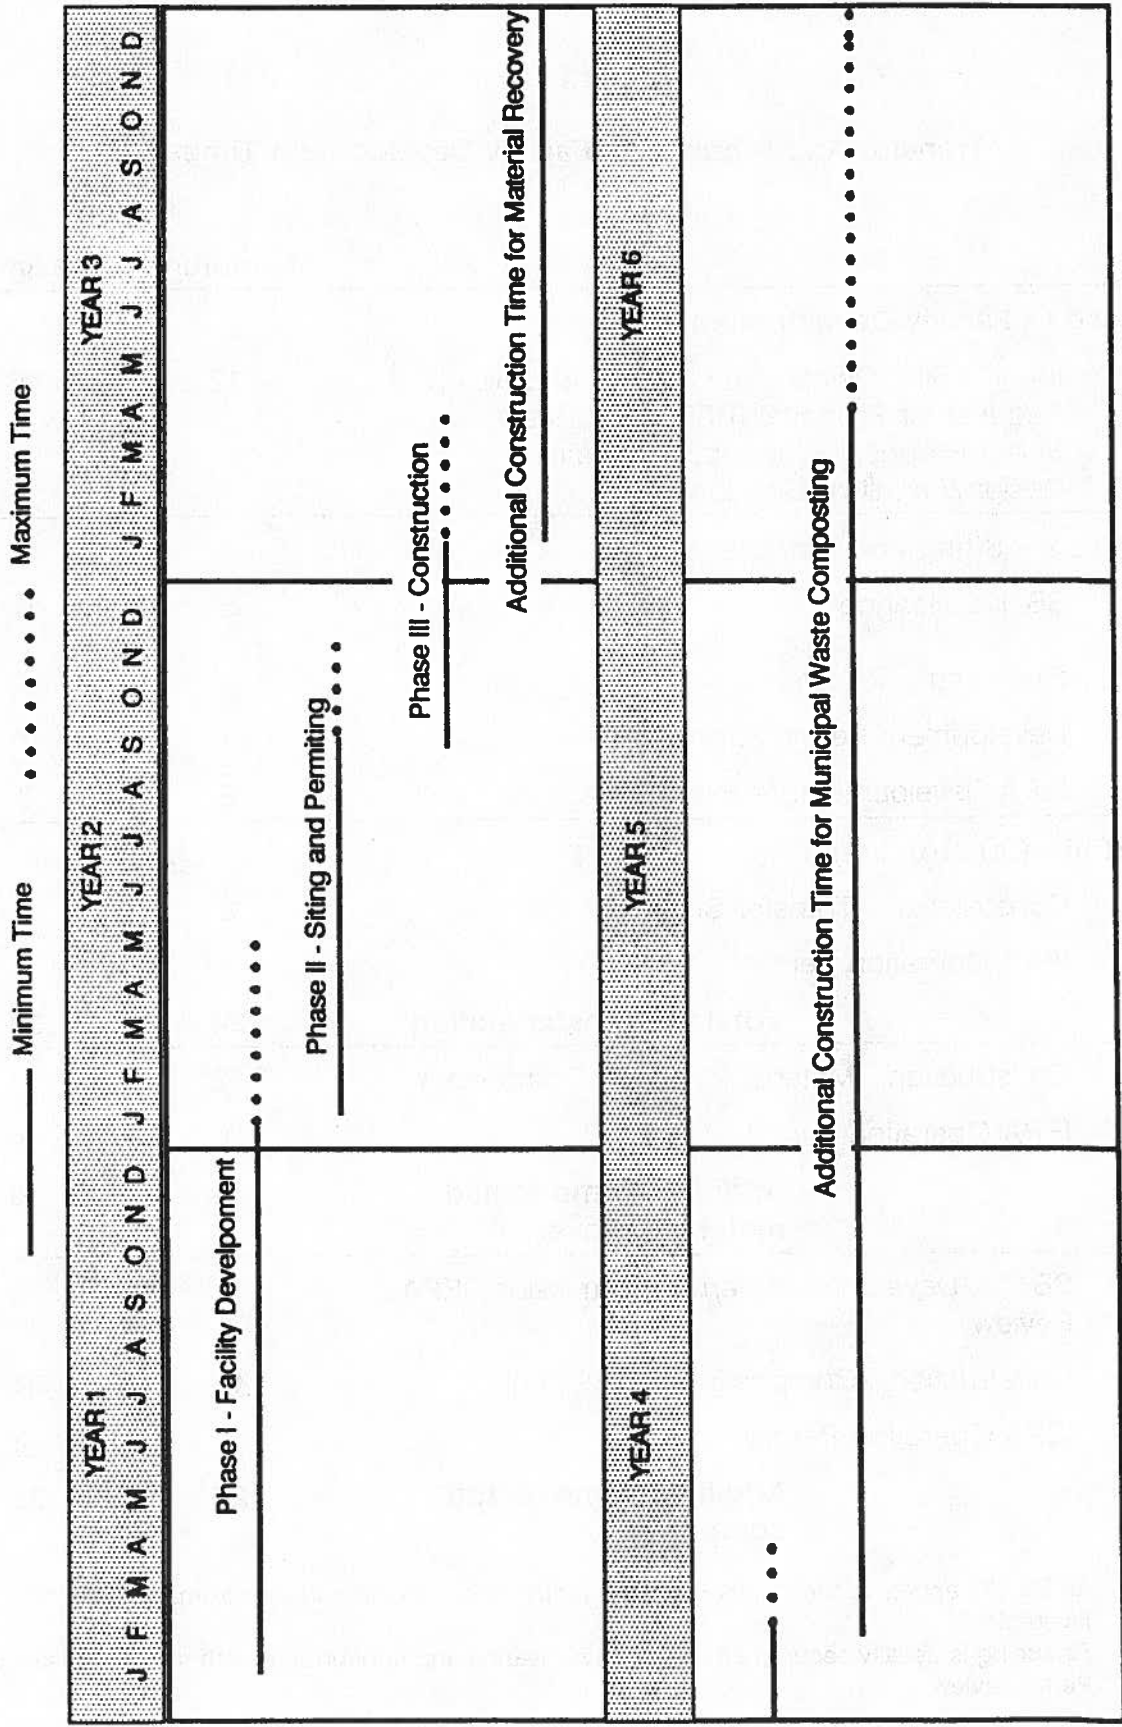 Minimum Time Maximum Time
YEAR 1 YEAR 2 YEAR 3
J F M A M J J A S O N D J F M A M J J A S O N D J F M A M J J A S O N D
Phase I - Facility Develpoment
Phase II - Siting and Permiting
Phase III - Construction
Additional Construction Time for Material Recovery
YEAR 4 YEAR 5 YEAR 6
Additional Construction Time for Municipal Waste Composting